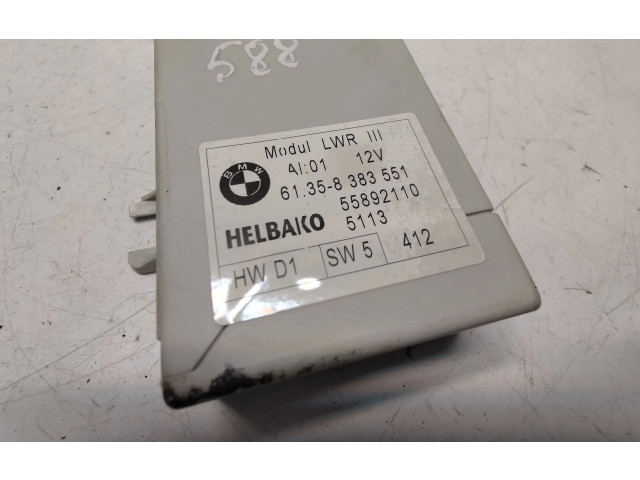 588
Modul LWR III
BMW
AI:01 12V
61.35-8 383 551
55892110
HELBAKO 5113
HW D1 SW 5 412